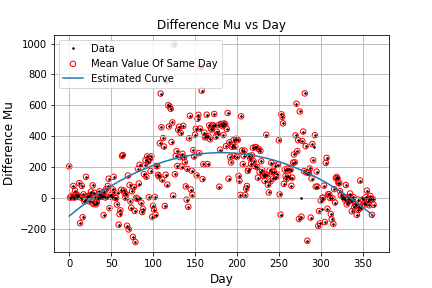 Difference Mu vs Day
Difference Mu
1000
800
600
400
200
0
−200
Data
Mean Value Of Same Day
Estimated Curve
0 50 100 150 200 250 300 350
Day